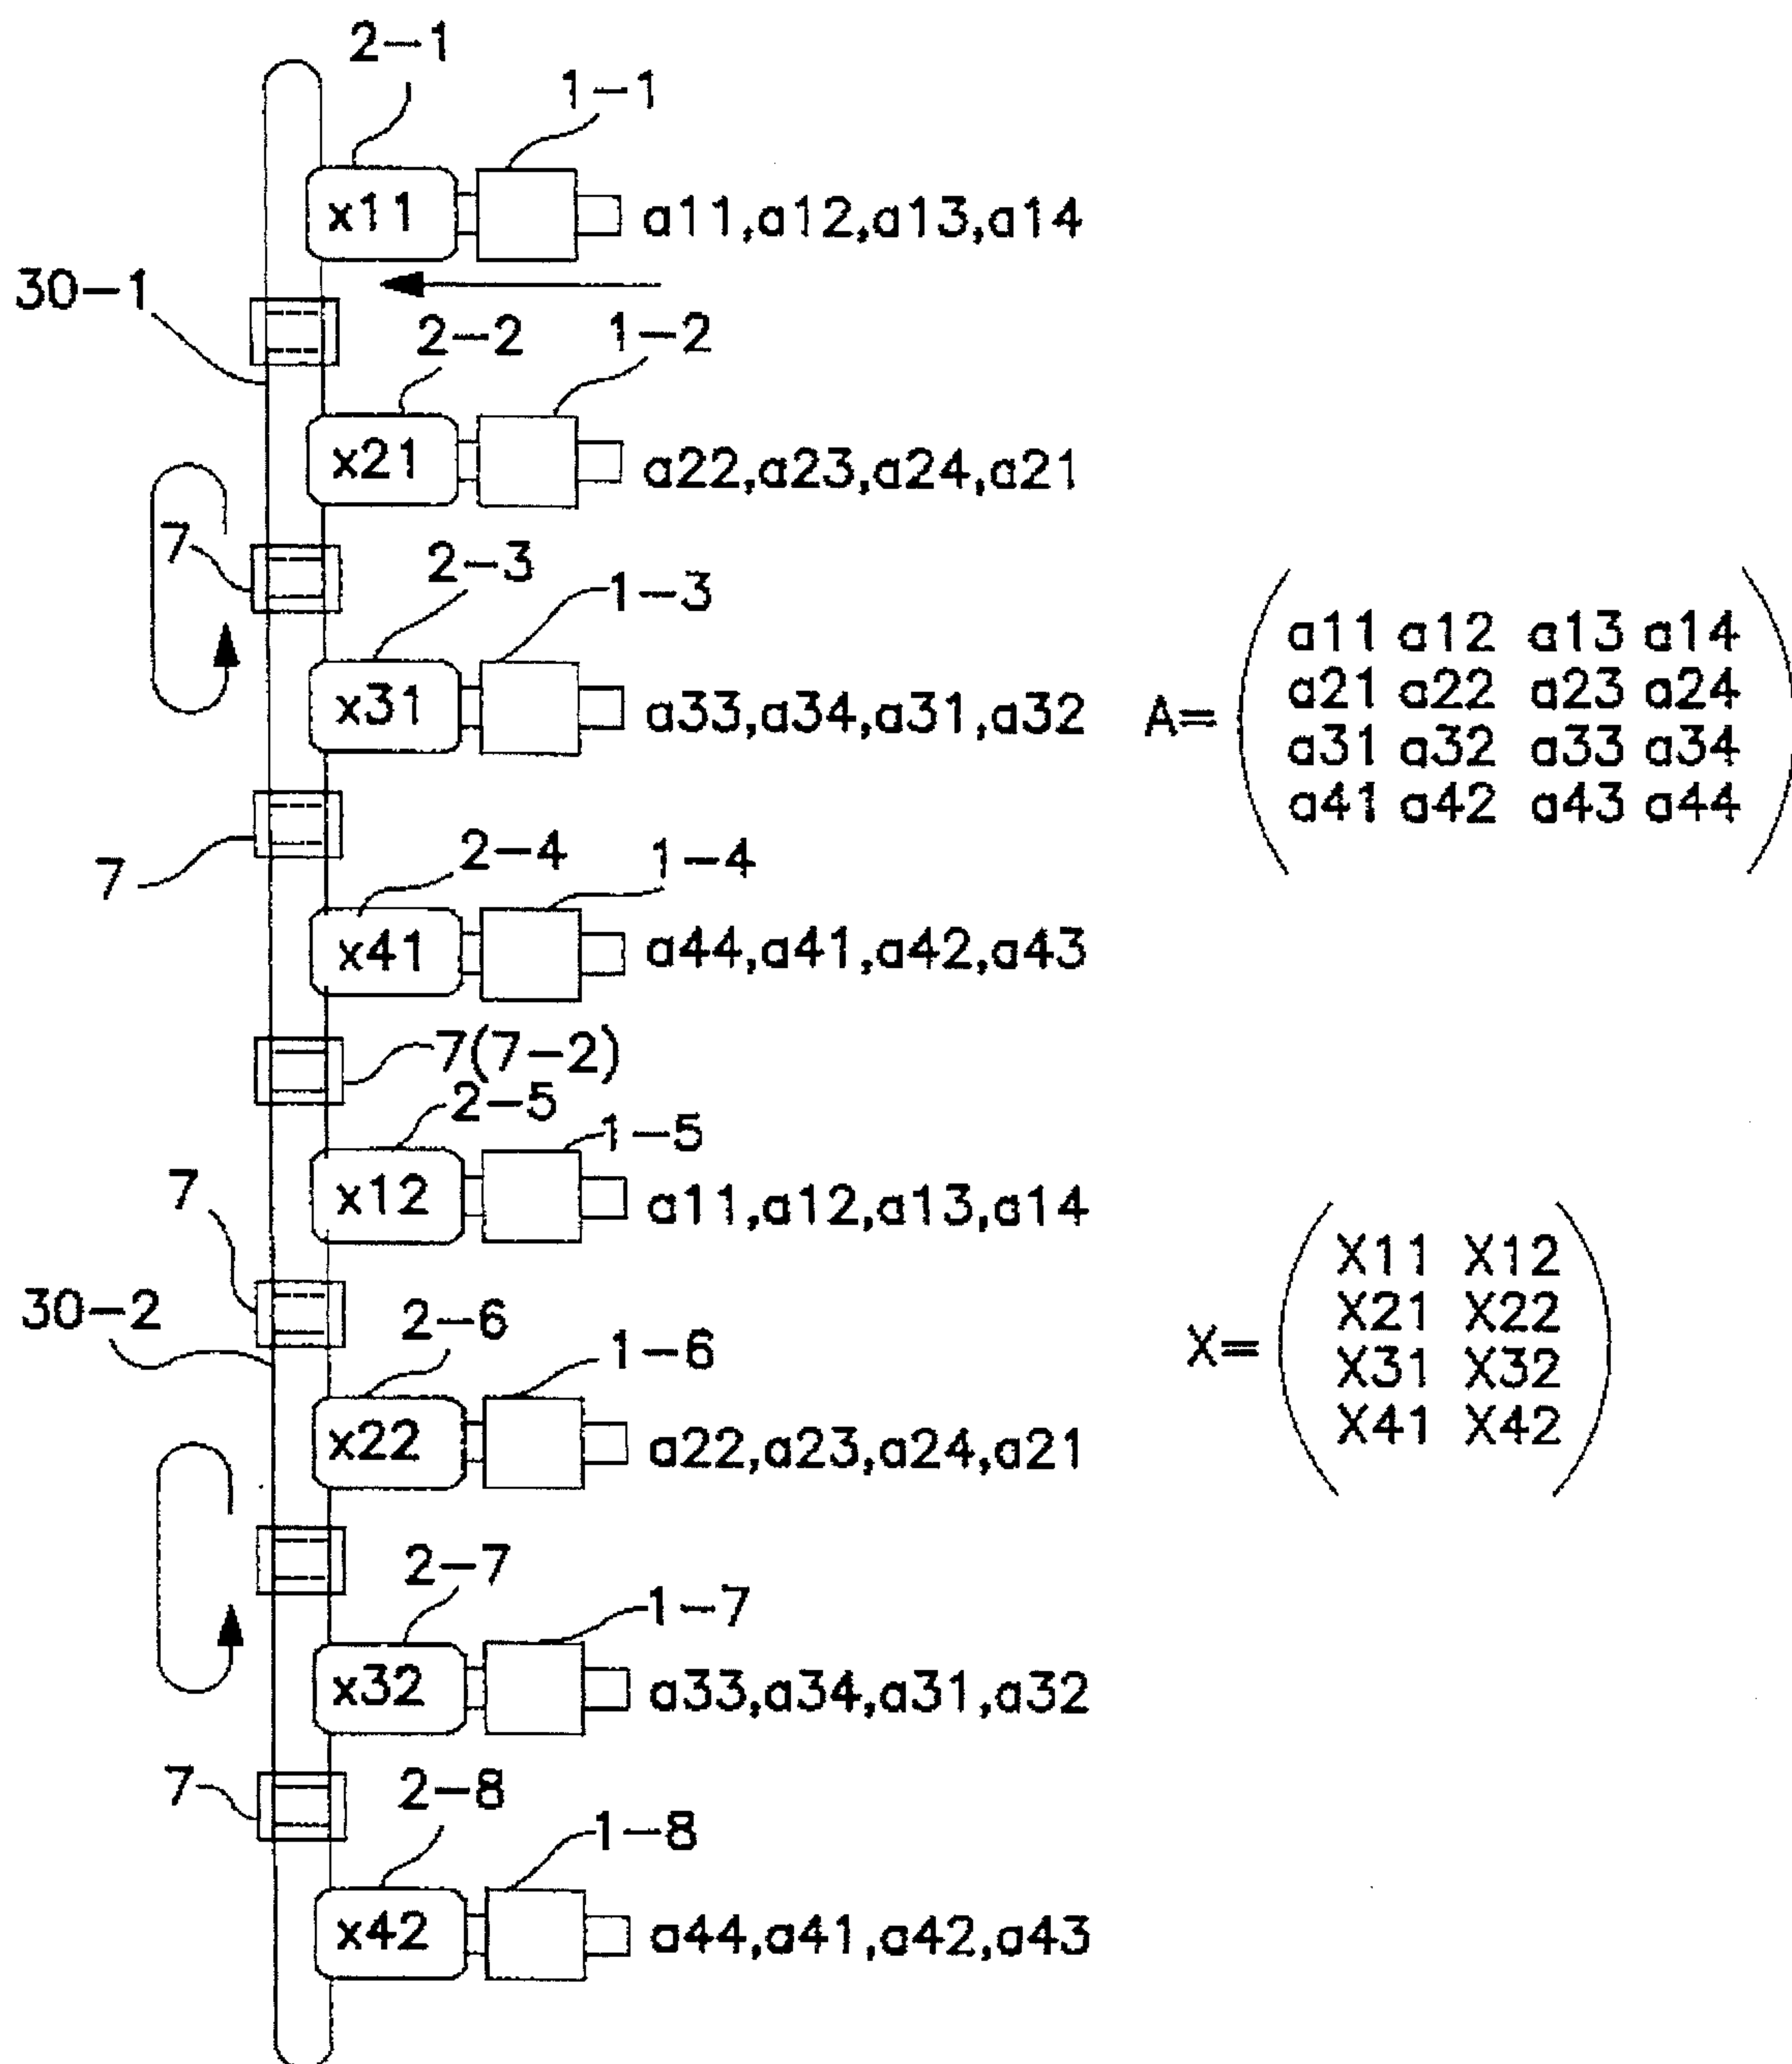 2-1
1-1
x11
a11,a12,a13,a14
30-1
2-2
1-2
x21
a22,a23,a24,a21
7
2-3
1-3
x31
a33,a34,a31,a32
7
2-4
1-4
x41
a44,a41,a42,a43
7(7-2)
2-5
1-5
x12
a11,a12,a13,a14
7
30-2
2-6
1-6
x22
a22,a23,a24,a21
2-7
1-7
x32
a33,a34,a31,a32
7
2-8
1-8
x42
a44,a41,a42,a43
A=
a11 a12 a13 a14
a21 a22 a23 a24
a31 a32 a33 a34
a41 a42 a43 a44
X=
X11 X12
X21 X22
X31 X32
X41 X42